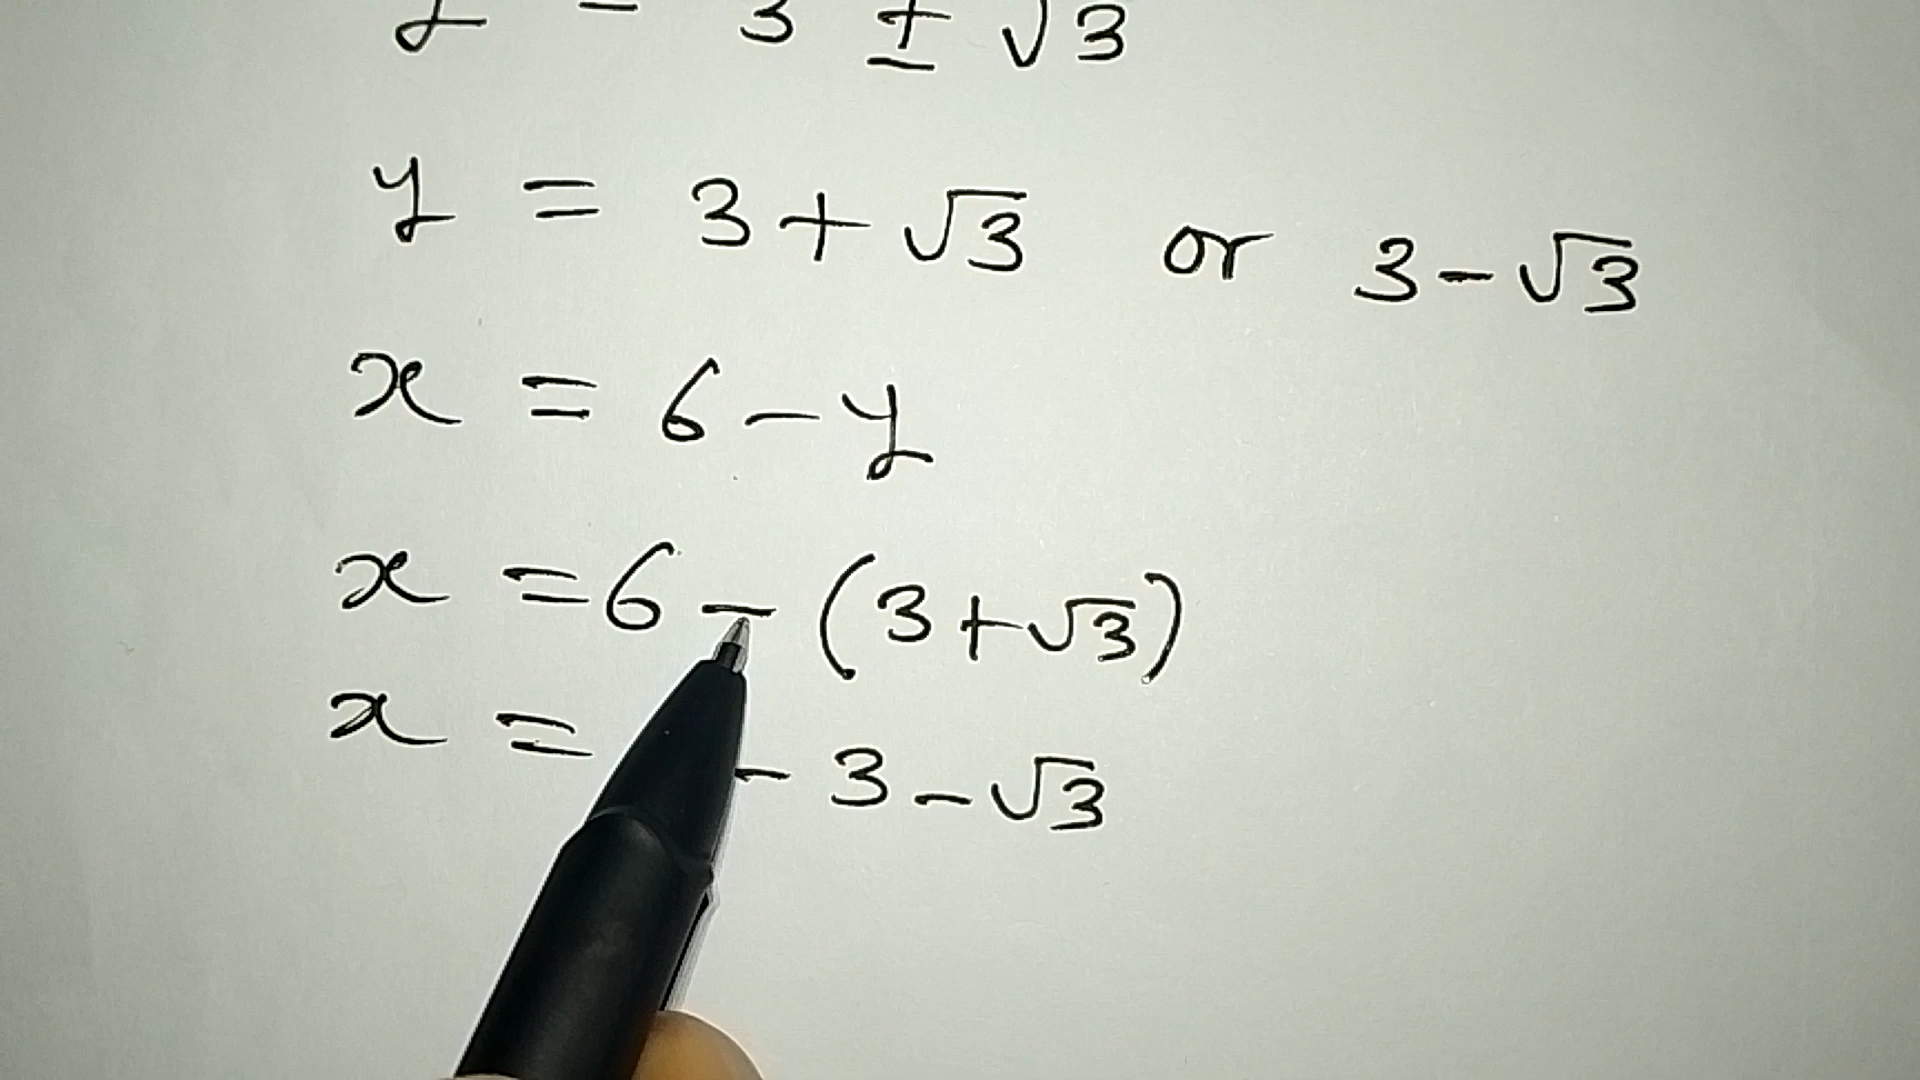 y = 3 ± √3
y = 3 + √3 or 3 - √3
x = 6 - y
x = 6 - (3 + √3)
x = - 3 - √3